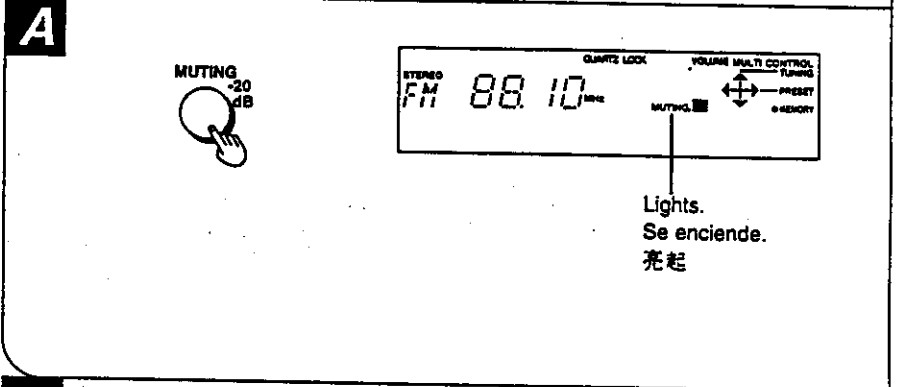 A
MUTING
-20
dB
QUARTZ LOCK
VOLUME MULTI CONTROL
TUNING
STEREO
FM 88.10 MHz
PRESET
MUTING.
MEMORY
Lights.
Se enciende.
亮起